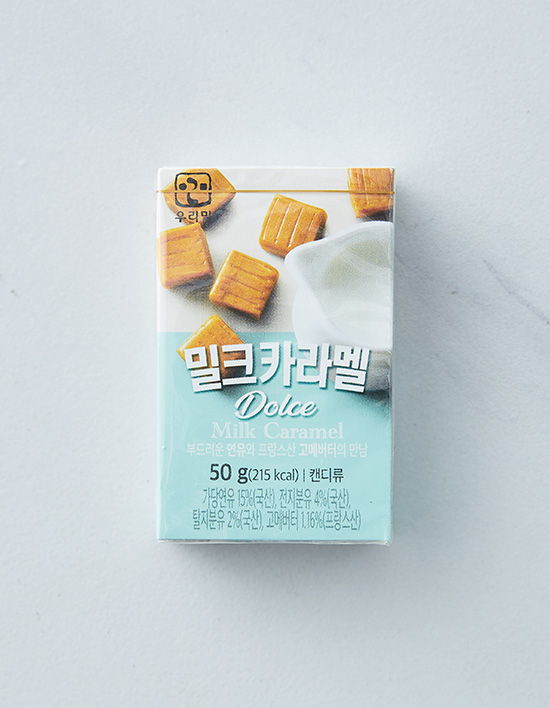 우리밀
밀크카라멜
Dolce
Milk Caramel
부드러운 연유와 프랑스산 고메버터의 만남
50 g(215 kcal) | 캔디류
가당연유 15%(국산), 전지분유 4%(국산),
탈지분유 2%(국산), 고메버터 1.16%(프랑스산)